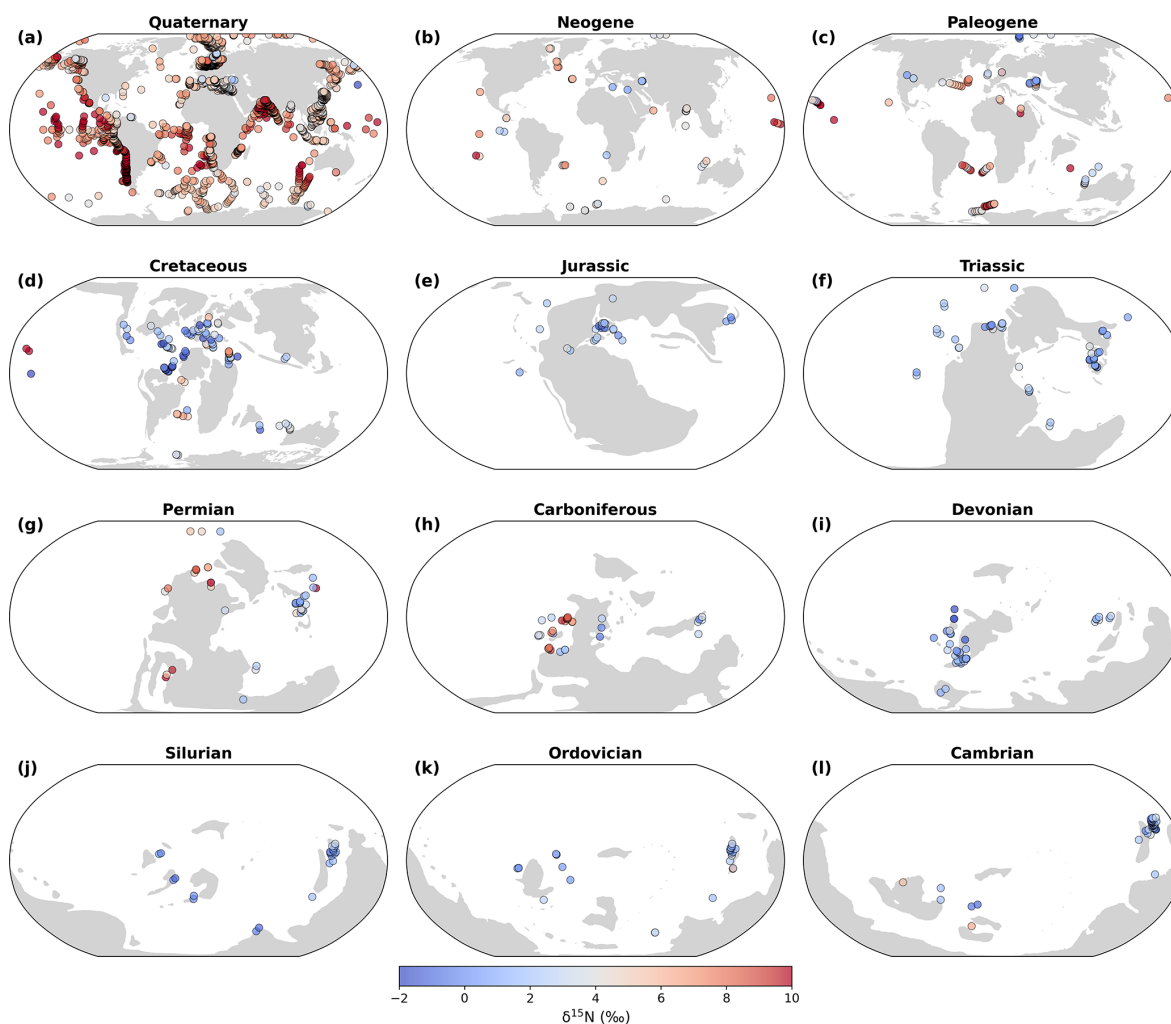 Quaternary
Neogene
Paleogene
(a)
(b)
(c)
Cretaceous
Jurassic
Triassic
(d)
(e)
(f)
Permian
Carboniferous
Devonian
(g)
(h)
(i)
Silurian
Ordovician
Cambrian
(j)
(k)
(l)
−2 0 2 4 6 8 10
δ¹⁵N (‰)